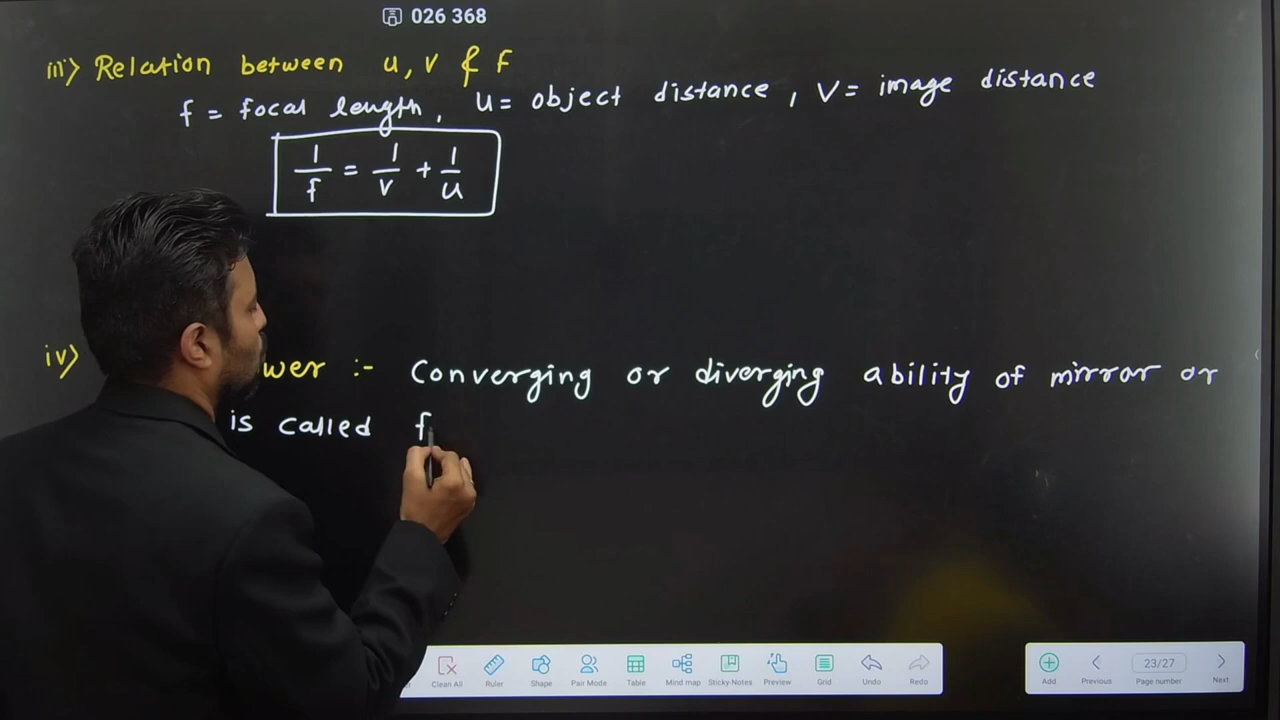 026 368
iii) Relation between u, v & f
f = focal length, u = object distance, v = image distance
1/f = 1/v + 1/u
iv) wer :- Converging or diverging ability of mirror or
is called f
Clean All Ruler Shape Pair Mode Table Mind map Sticky-Notes Preview Grid Undo Redo
Add Previous 23/27 Page number Next